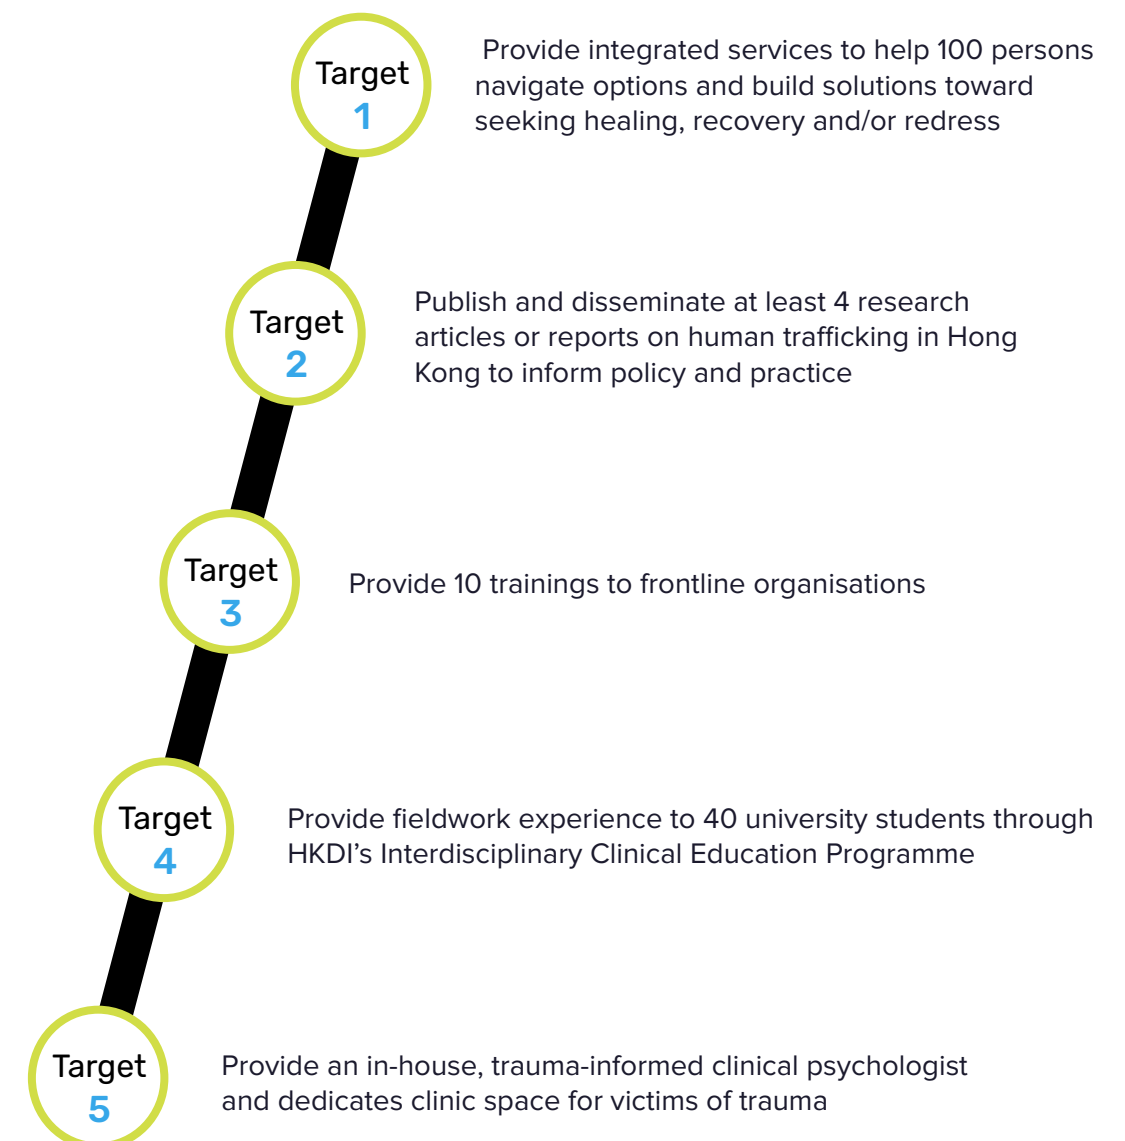 Target
1
Provide integrated services to help 100 persons
navigate options and build solutions toward
seeking healing, recovery and/or redress
Target
2
Publish and disseminate at least 4 research
articles or reports on human trafficking in Hong
Kong to inform policy and practice
Target
3
Provide 10 trainings to frontline organisations
Target
4
Provide fieldwork experience to 40 university students through
HKDI's Interdisciplinary Clinical Education Programme
Target
5
Provide an in-house, trauma-informed clinical psychologist
and dedicates clinic space for victims of trauma